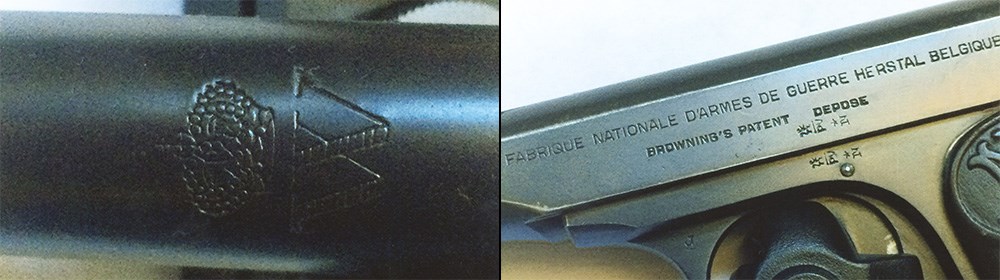 A
FABRIQUE NATIONALE D'ARMES DE GUERRE HERSTAL BELGIQUE
BROWNING'S PATENT DEPOSE